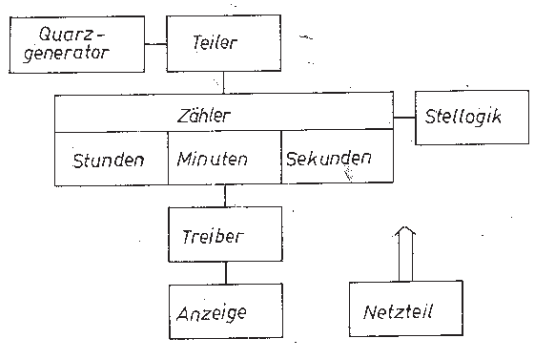 Quarz-
generator
Teiler
Zähler
Stellogik
Stunden
Minuten
Sekunden
Treiber
Anzeige
Netzteil